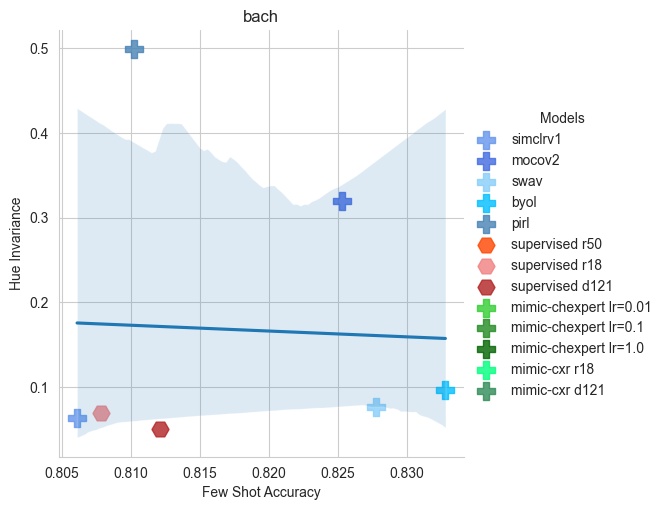 bach
0.5
0.4
0.3
0.2
0.1
Hue Invariance
0.805
0.810
0.815
0.820
0.825
0.830
Few Shot Accuracy
Models
simclrv1
mocov2
swav
byol
pirl
supervised r50
supervised r18
supervised d121
mimic-chexpert lr=0.01
mimic-chexpert lr=0.1
mimic-chexpert lr=1.0
mimic-cxr r18
mimic-cxr d121